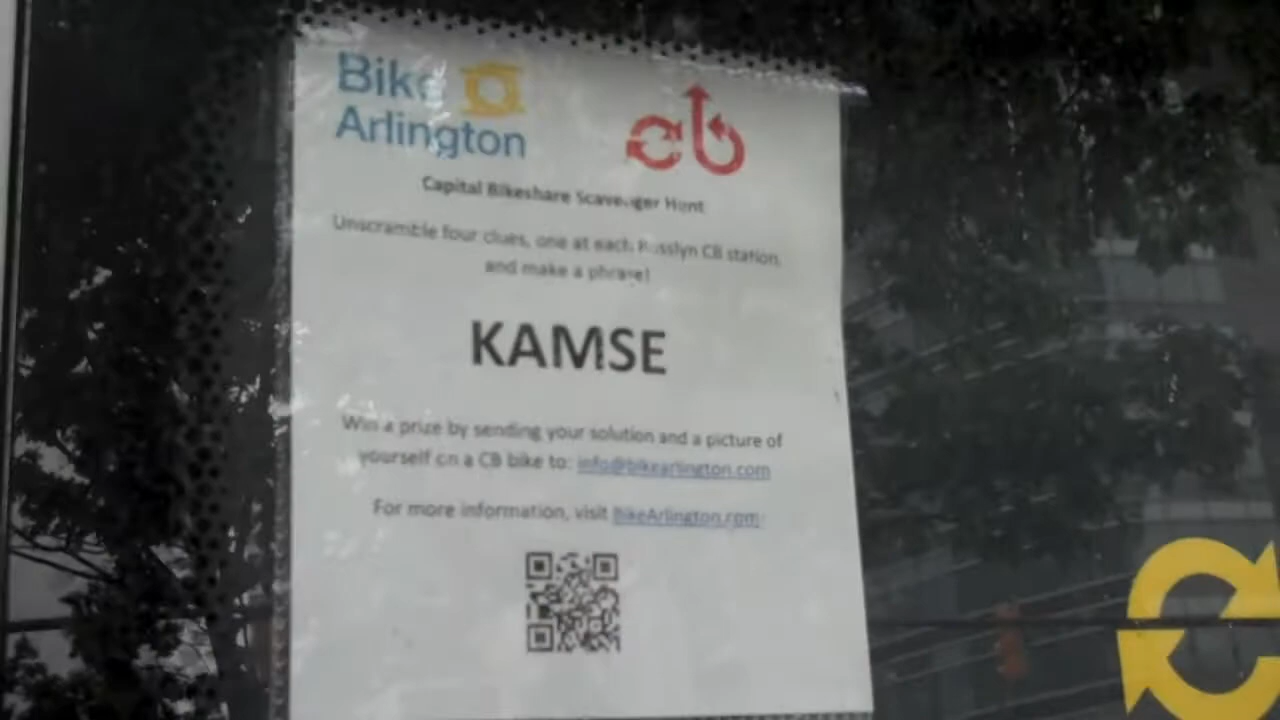 Bike
Arlington
cb
Capital Bikeshare Scavenger Hunt
Unscramble four clues, one at each Rosslyn CB station,
and make a phrase!
KAMSE
Win a prize by sending your solution and a picture of
yourself on a CB bike to: info@bikearlington.com
For more information, visit BikeArlington.com